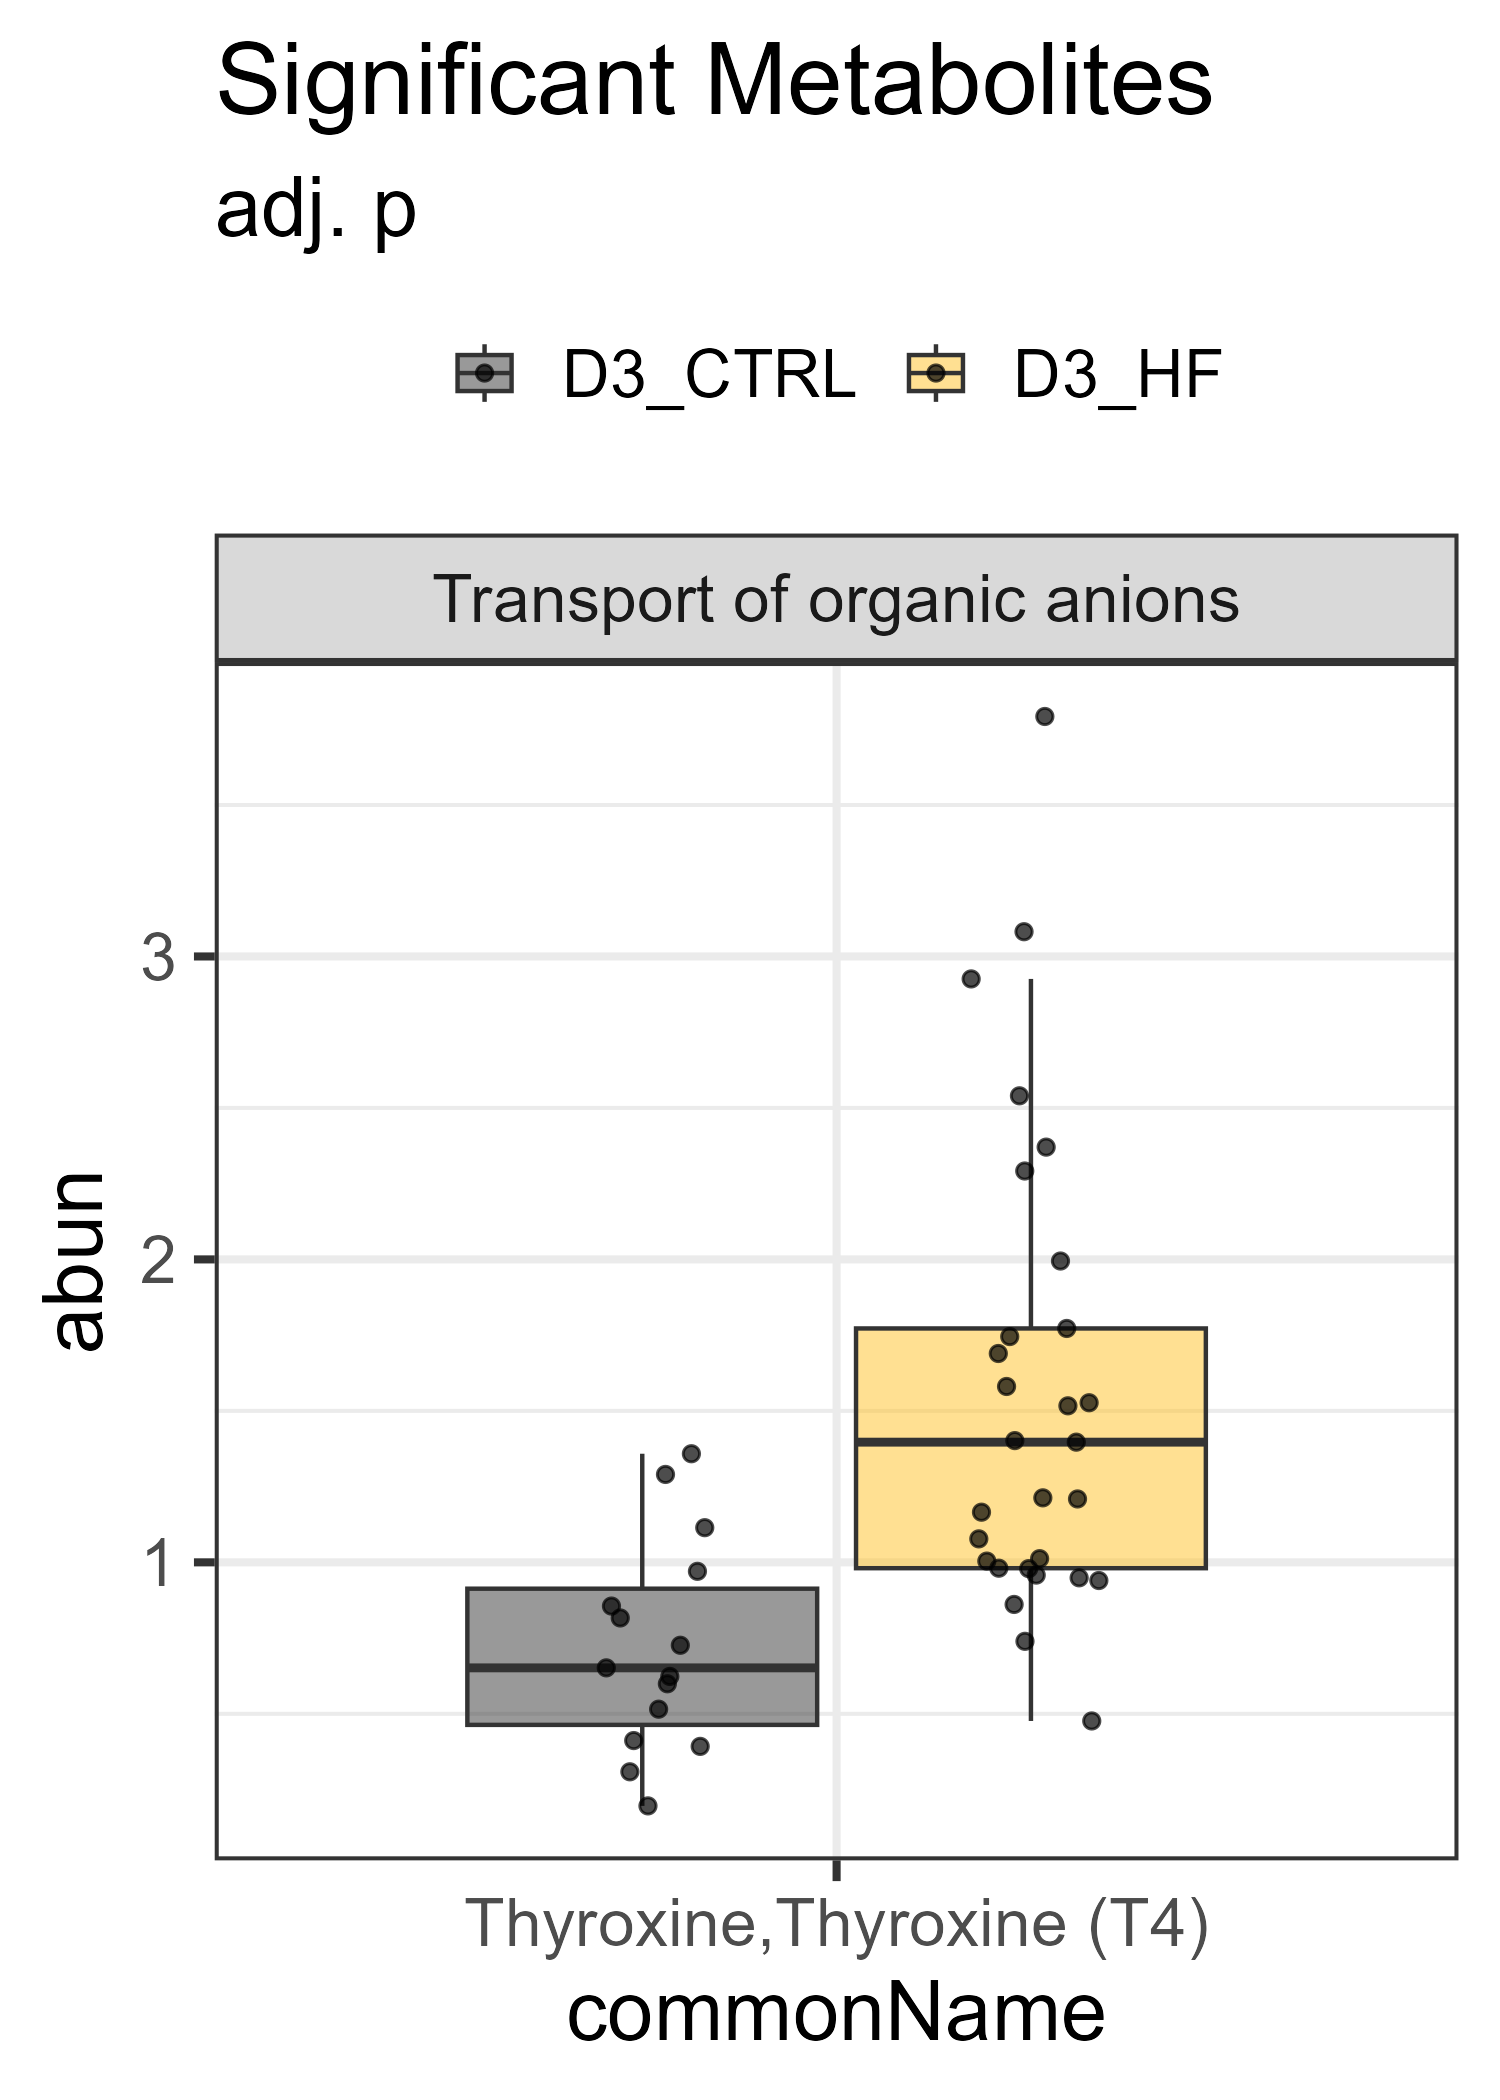 Significant Metabolites
adj. p
D3_CTRL D3_HF
Transport of organic anions
3
2
1
abun
Thyroxine,Thyroxine (T4)
commonName